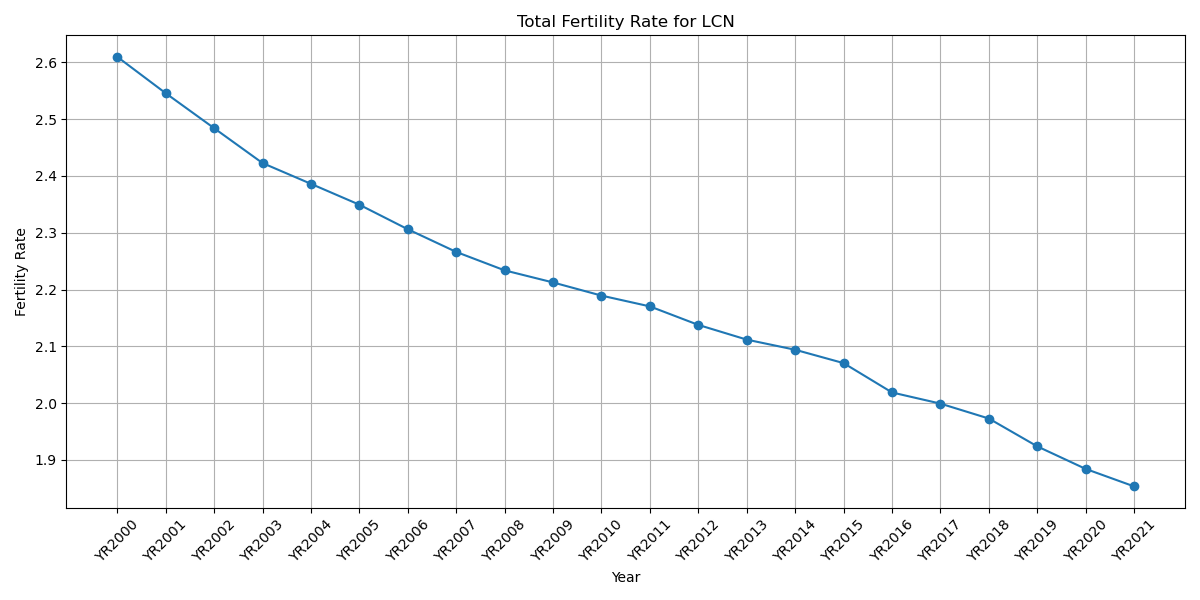 Total Fertility Rate for LCN
Fertility Rate
2.6
2.5
2.4
2.3
2.2
2.1
2.0
1.9
YR2000
YR2001
YR2002
YR2003
YR2004
YR2005
YR2006
YR2007
YR2008
YR2009
YR2010
YR2011
YR2012
YR2013
YR2014
YR2015
YR2016
YR2017
YR2018
YR2019
YR2020
YR2021
Year